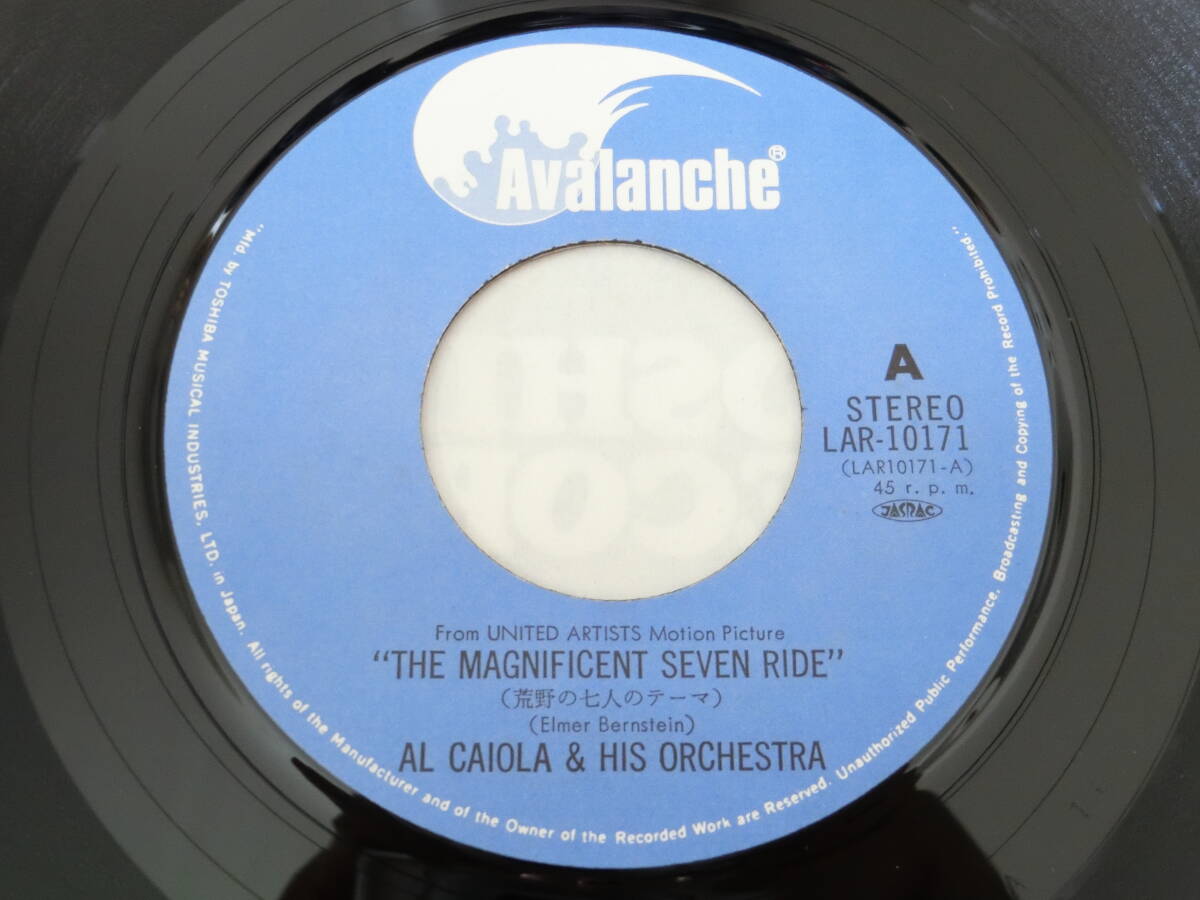 Avalanche®
A
STEREO
LAR-10171
(LAR10171-A)
45 r. p. m.
JASRAC
From UNITED ARTISTS Motion Picture
"THE MAGNIFICENT SEVEN RIDE"
(荒野の七人のテーマ)
(Elmer Bernstein)
AL CAIOLA & HIS ORCHESTRA
"Mfd. by TOSHIBA MUSICAL INDUSTRIES, LTD. in Japan. All rights of the Manufacturer and of the Owner of the Recorded Work are Reserved. Unauthorized Public Performance, Broadcasting and Copying of the Record Prohibited."